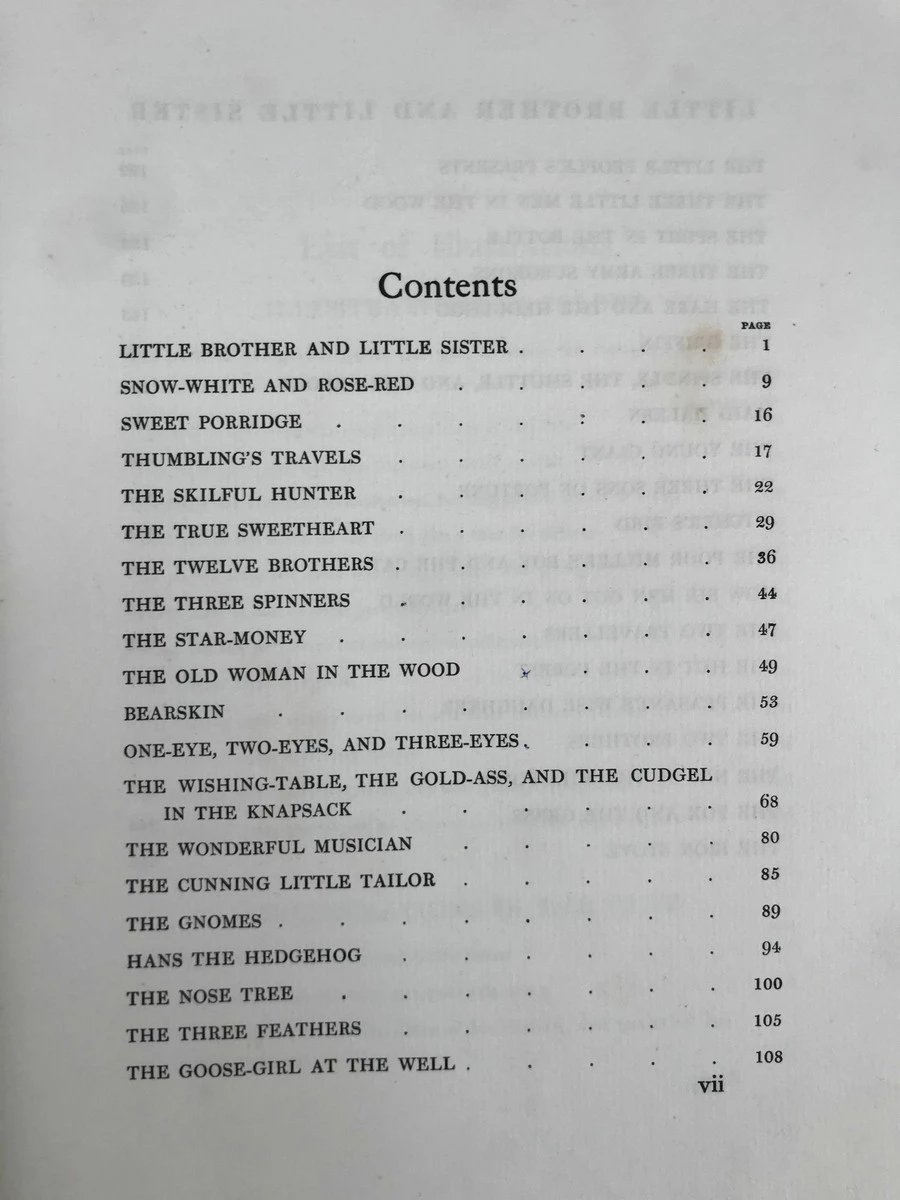 Contents
PAGE
LITTLE BROTHER AND LITTLE SISTER . . . . . 1
SNOW-WHITE AND ROSE-RED . . . . . 9
SWEET PORRIDGE . . . . : . . 16
THUMBLING'S TRAVELS . . . . . . 17
THE SKILFUL HUNTER . . . . . . 22
THE TRUE SWEETHEART . . . . . . 29
THE TWELVE BROTHERS . . . . . . 36
THE THREE SPINNERS . . . . . . 44
THE STAR-MONEY . . . . . . . 47
THE OLD WOMAN IN THE WOOD . . . . 49
BEARSKIN . . . . . . . . 53
ONE-EYE, TWO-EYES, AND THREE-EYES . . . . 59
THE WISHING-TABLE, THE GOLD-ASS, AND THE CUDGEL
IN THE KNAPSACK . . . . . . 68
THE WONDERFUL MUSICIAN . . . . . 80
THE CUNNING LITTLE TAILOR . . . . . 85
THE GNOMES . . . . . . . . 89
HANS THE HEDGEHOG . . . . . . 94
THE NOSE TREE . . . . . . . 100
THE THREE FEATHERS . . . . . . 105
THE GOOSE-GIRL AT THE WELL . . . . . 108
vii